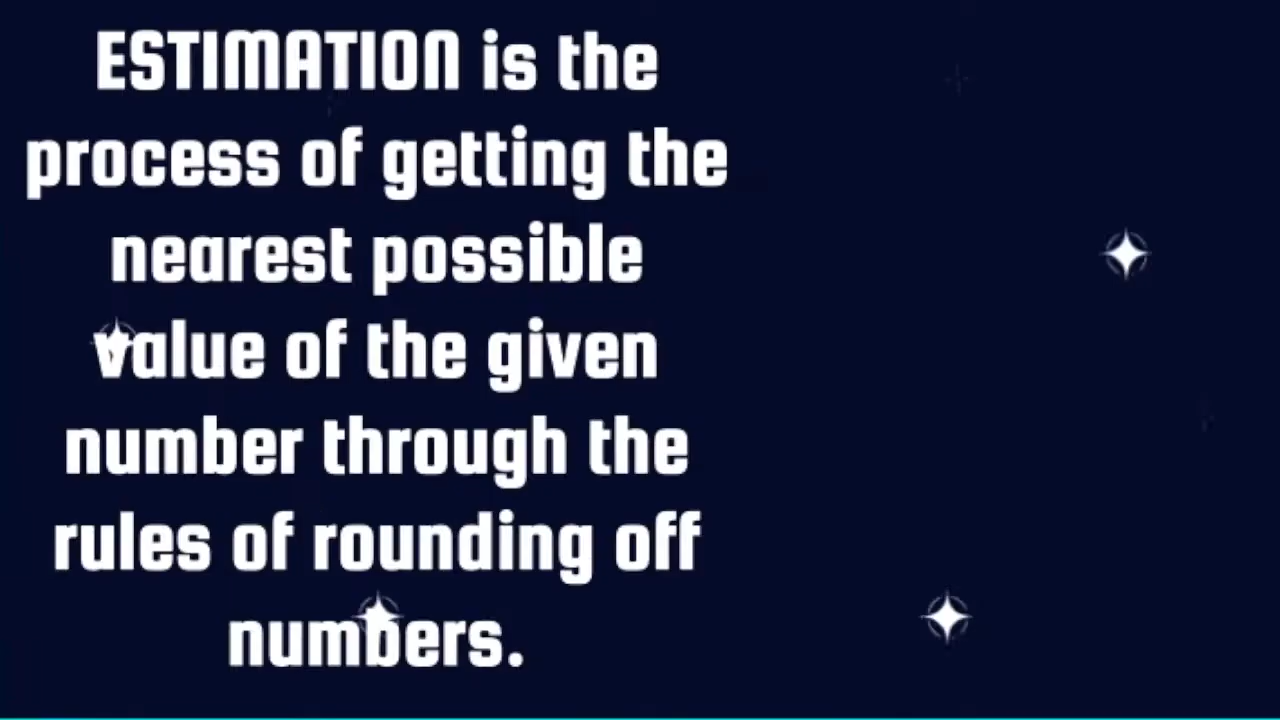 ESTIMATION is the
process of getting the
nearest possible
value of the given
number through the
rules of rounding off
numbers.